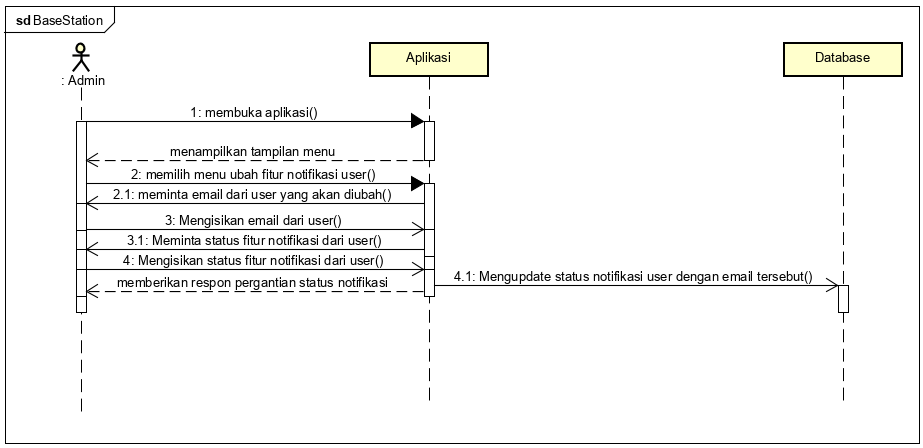 sd BaseStation
: Admin
Aplikasi
Database
1: membuka aplikasi()
menampilkan tampilan menu
2: memilih menu ubah fitur notifikasi user()
2.1: meminta email dari user yang akan diubah()
3: Mengisikan email dari user()
3.1: Meminta status fitur notifikasi dari user()
4: Mengisikan status fitur notifikasi dari user()
4.1: Mengupdate status notifikasi user dengan email tersebut()
memberikan respon pergantian status notifikasi